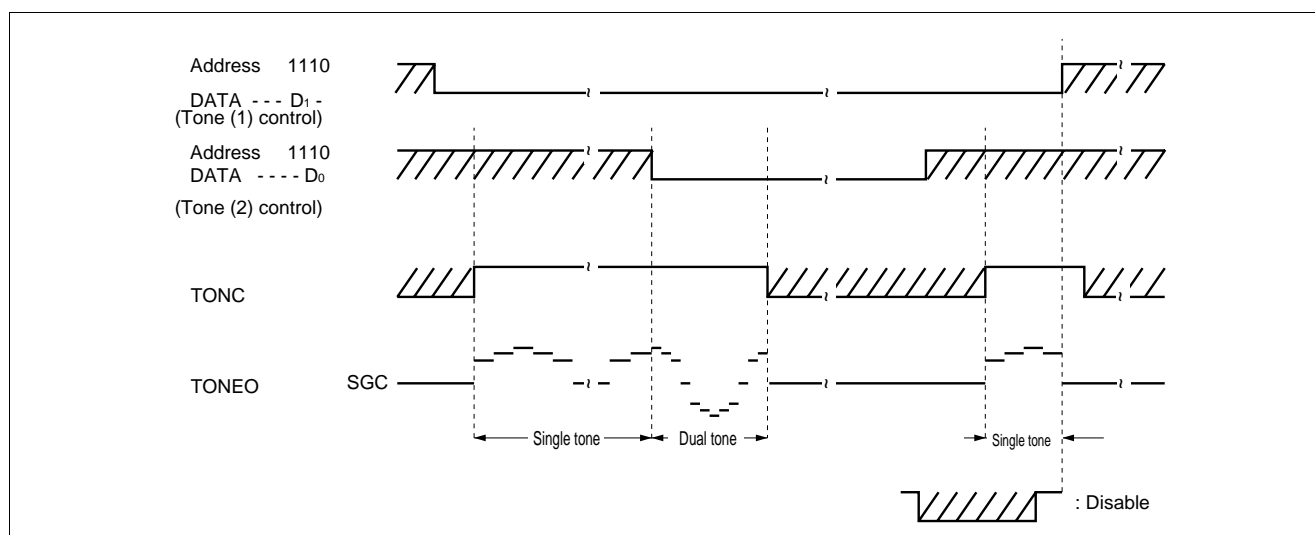 Address 1110
DATA - - - D1 -
(Tone (1) control)
Address 1110
DATA - - - - D0
(Tone (2) control)
TONC
TONEO
SGC
Single tone
Dual tone
Single tone
: Disable